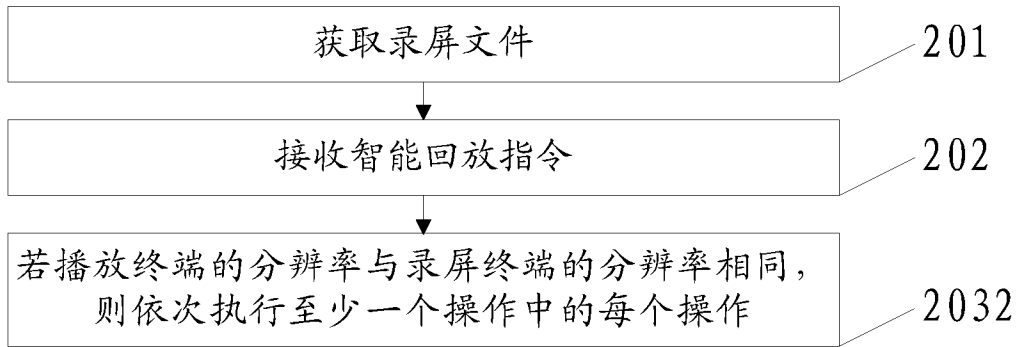 获取录屏文件
201
接收智能回放指令
202
若播放终端的分辨率与录屏终端的分辨率相同，
则依次执行至少一个操作中的每个操作
2032